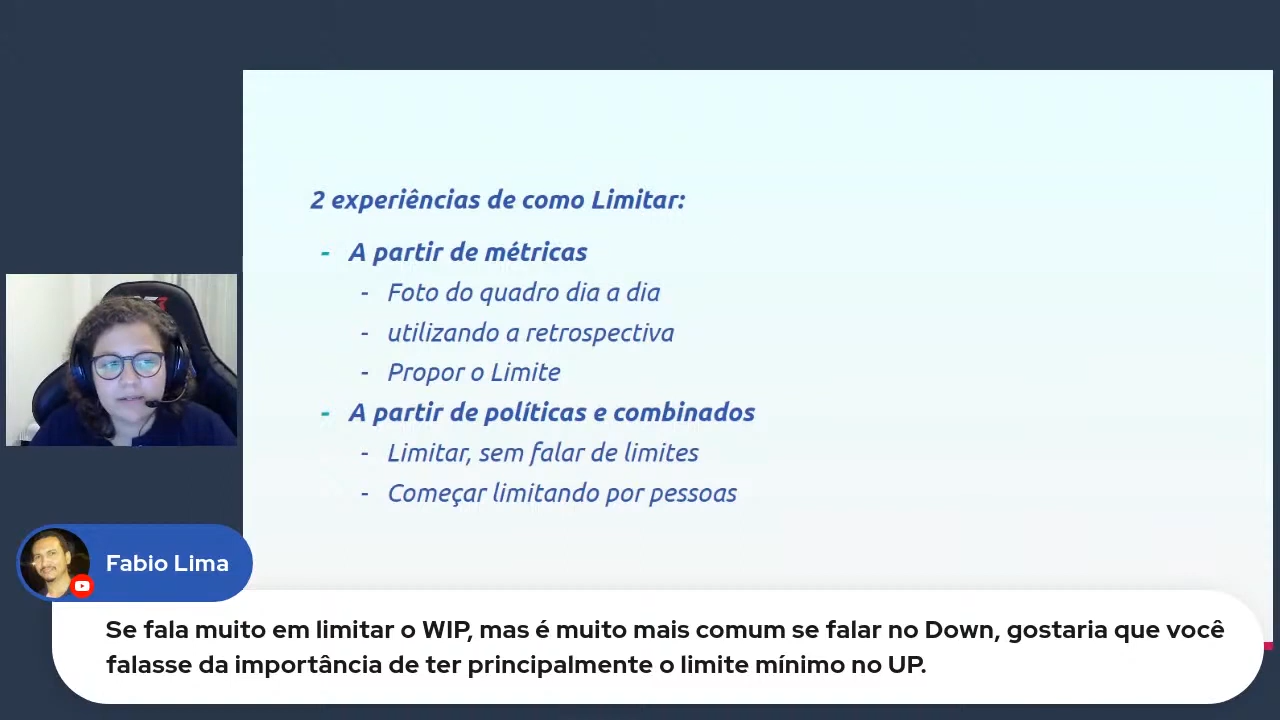 2 experiências de como Limitar:
- A partir de métricas
- Foto do quadro dia a dia
- utilizando a retrospectiva
- Propor o Limite
- A partir de políticas e combinados
- Limitar, sem falar de limites
- Começar limitando por pessoas
Fabio Lima
Se fala muito em limitar o WIP, mas é muito mais comum se falar no Down, gostaria que você
falasse da importância de ter principalmente o limite mínimo no UP.